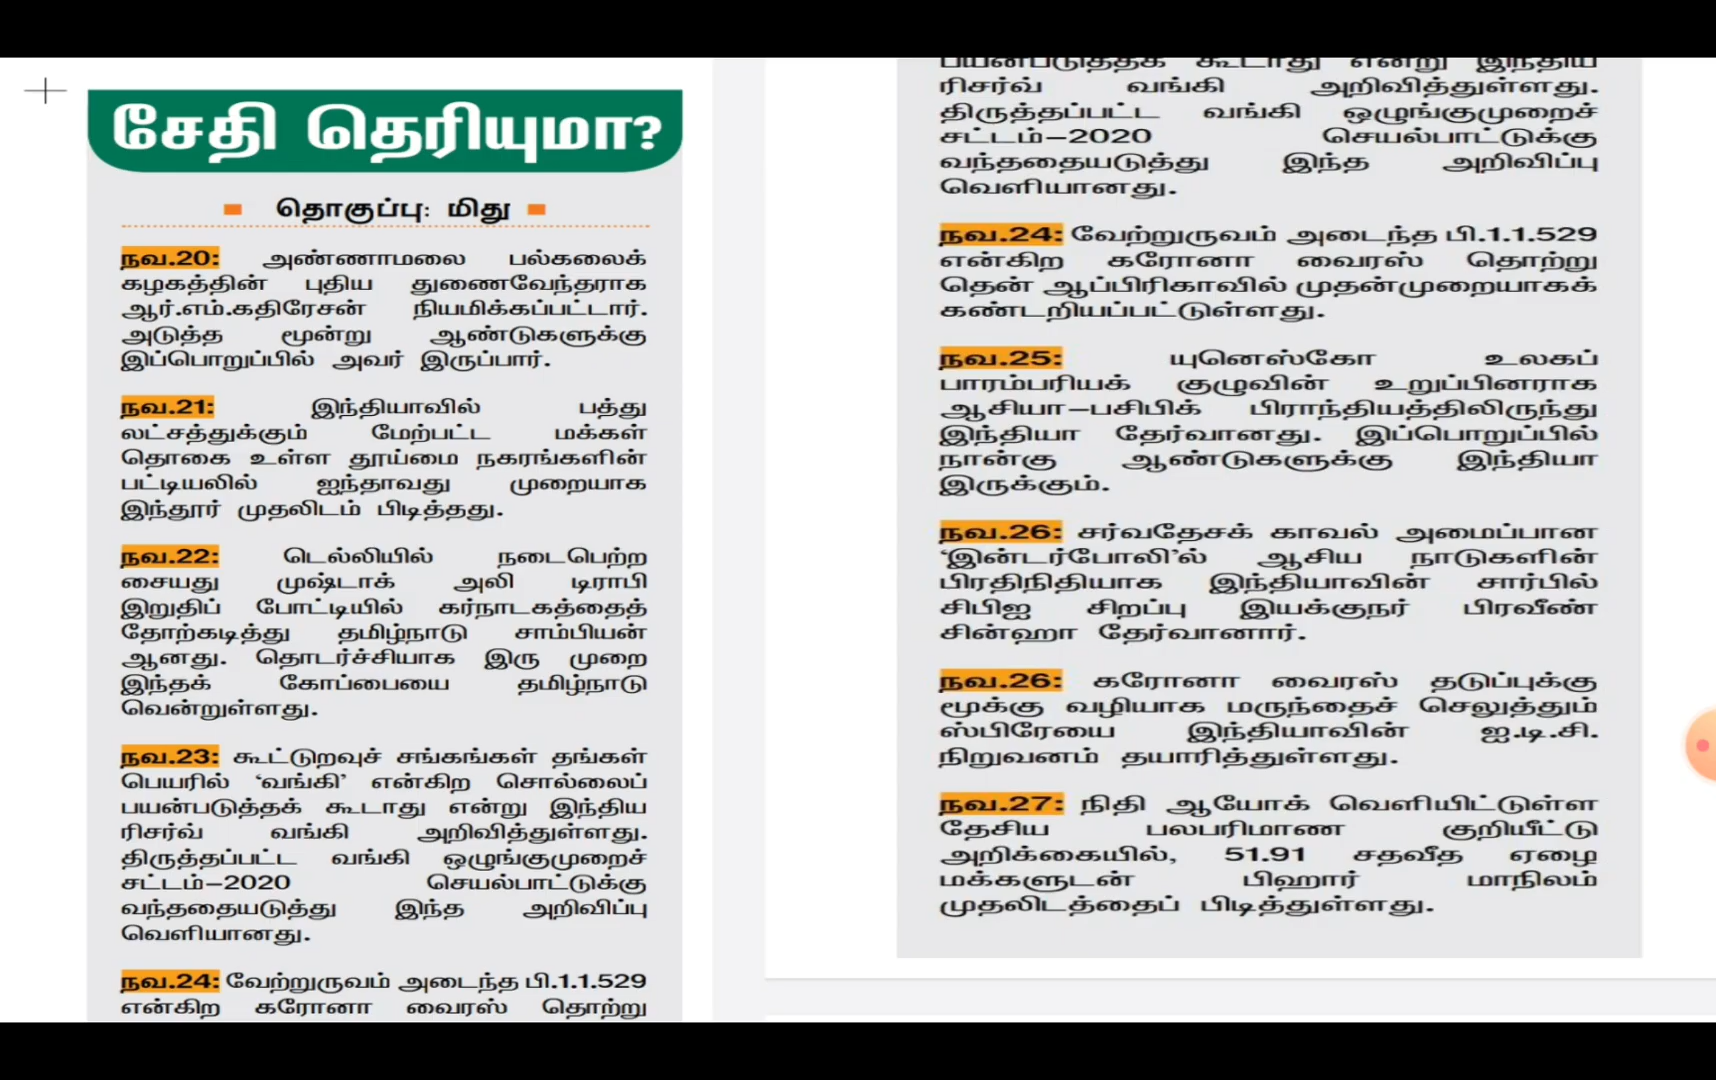 சேதி தெரியுமா?
தொகுப்பு: மிது
நவ.20: அண்ணாமலை பல்கலைக்
கழகத்தின் புதிய துணைவேந்தராக
ஆர்.எம்.கதிரேசன் நியமிக்கப்பட்டார்.
அடுத்த மூன்று ஆண்டுகளுக்கு
இப்பொறுப்பில் அவர் இருப்பார்.
நவ.21: இந்தியாவில் பத்து
லட்சத்துக்கும் மேற்பட்ட மக்கள்
தொகை உள்ள தூய்மை நகரங்களின்
பட்டியலில் ஐந்தாவது முறையாக
இந்தூர் முதலிடம் பிடித்தது.
நவ.22: டெல்லியில் நடைபெற்ற
சையது முஷ்டாக் அலி டிராபி
இறுதிப் போட்டியில் கர்நாடகத்தைத்
தோற்கடித்து தமிழ்நாடு சாம்பியன்
ஆனது. தொடர்ச்சியாக இரு முறை
இந்தக் கோப்பையை தமிழ்நாடு
வென்றுள்ளது.
நவ.23: கூட்டுறவுச் சங்கங்கள் தங்கள்
பெயரில் ‘வங்கி’ என்கிற சொல்லைப்
பயன்படுத்தக் கூடாது என்று இந்திய
ரிசர்வ் வங்கி அறிவித்துள்ளது.
திருத்தப்பட்ட வங்கி ஒழுங்குமுறைச்
சட்டம்–2020 செயல்பாட்டுக்கு
வந்ததையடுத்து இந்த அறிவிப்பு
வெளியானது.
நவ.24: வேற்றுருவம் அடைந்த பி.1.1.529
என்கிற கரோனா வைரஸ் தொற்று
பயன்படுத்தக் கூடாது என்று இந்திய
ரிசர்வ் வங்கி அறிவித்துள்ளது.
திருத்தப்பட்ட வங்கி ஒழுங்குமுறைச்
சட்டம்–2020 செயல்பாட்டுக்கு
வந்ததையடுத்து இந்த அறிவிப்பு
வெளியானது.
நவ.24: வேற்றுருவம் அடைந்த பி.1.1.529
என்கிற கரோனா வைரஸ் தொற்று
தென் ஆப்பிரிகாவில் முதன்முறையாகக்
கண்டறியப்பட்டுள்ளது.
நவ.25: யுனெஸ்கோ உலகப்
பாரம்பரியக் குழுவின் உறுப்பினராக
ஆசியா–பசிபிக் பிராந்தியத்திலிருந்து
இந்தியா தேர்வானது. இப்பொறுப்பில்
நான்கு ஆண்டுகளுக்கு இந்தியா
இருக்கும்.
நவ.26: சர்வதேசக் காவல் அமைப்பான
‘இன்டர்போலி’ல் ஆசிய நாடுகளின்
பிரதிநிதியாக இந்தியாவின் சார்பில்
சிபிஐ சிறப்பு இயக்குநர் பிரவீண்
சின்ஹா தேர்வானார்.
நவ.26: கரோனா வைரஸ் தடுப்புக்கு
மூக்கு வழியாக மருந்தைச் செலுத்தும்
ஸ்பிரேயை இந்தியாவின் ஐ.டி.சி.
நிறுவனம் தயாரித்துள்ளது.
நவ.27: நிதி ஆயோக் வெளியிட்டுள்ள
தேசிய பலபரிமாண குறியீட்டு
அறிக்கையில், 51.91 சதவீத ஏழை
மக்களுடன் பிஹார் மாநிலம்
முதலிடத்தைப் பிடித்துள்ளது.